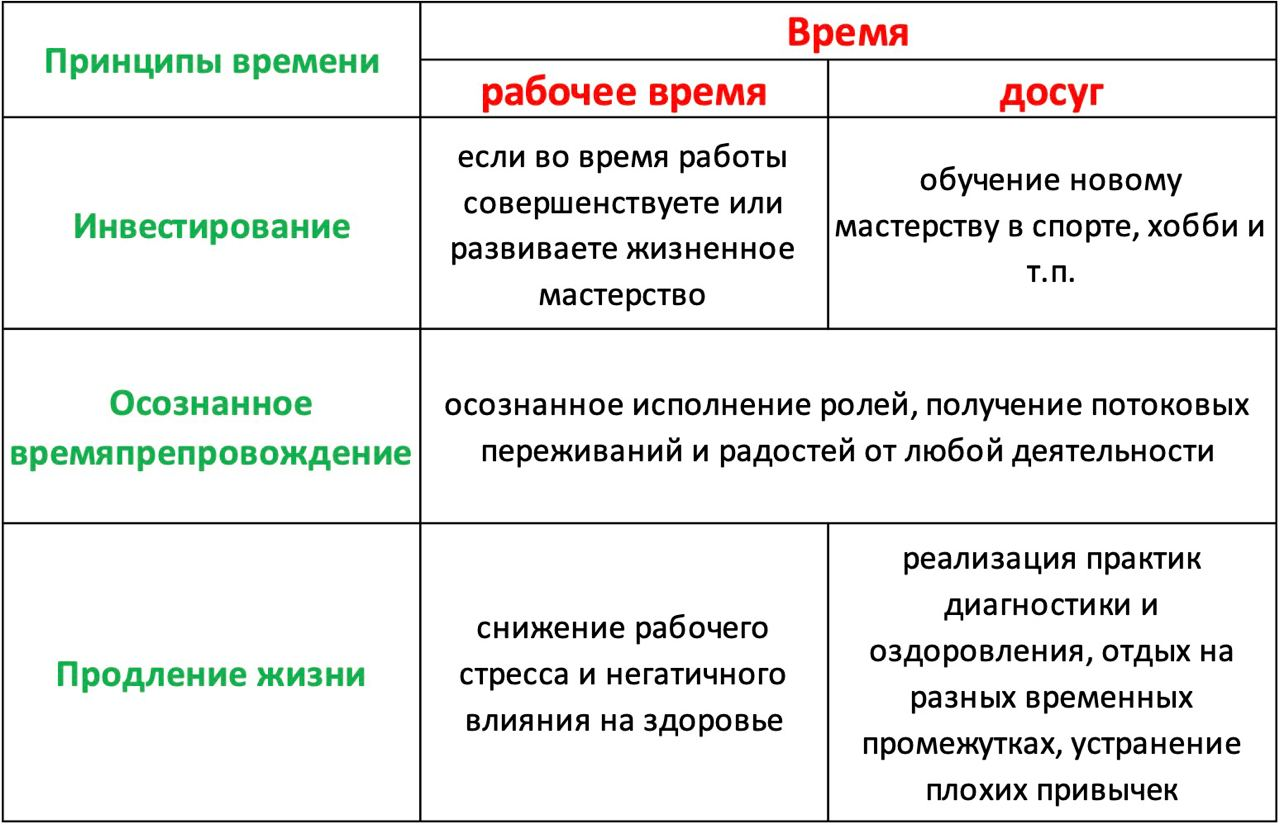 Принципы времени
Время
рабочее время
досуг
Инвестирование
если во время работы
совершенствуете или
развиваете жизненное
мастерство
обучение новому
мастерству в спорте, хобби и
т.п.
Осознанное
времяпрепровождение
осознанное исполнение ролей, получение потоковых
переживаний и радостей от любой деятельности
Продление жизни
снижение рабочего
стресса и негатичного
влияния на здоровье
реализация практик
диагностики и
оздоровления, отдых на
разных временных
промежутках, устранение
плохих привычек